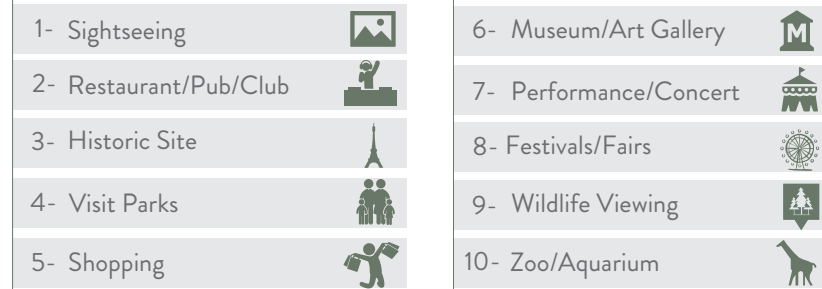 1- Sightseeing
2- Restaurant/Pub/Club
3- Historic Site
4- Visit Parks
5- Shopping
6- Museum/Art Gallery
M
7- Performance/Concert
8- Festivals/Fairs
9- Wildlife Viewing
10- Zoo/Aquarium